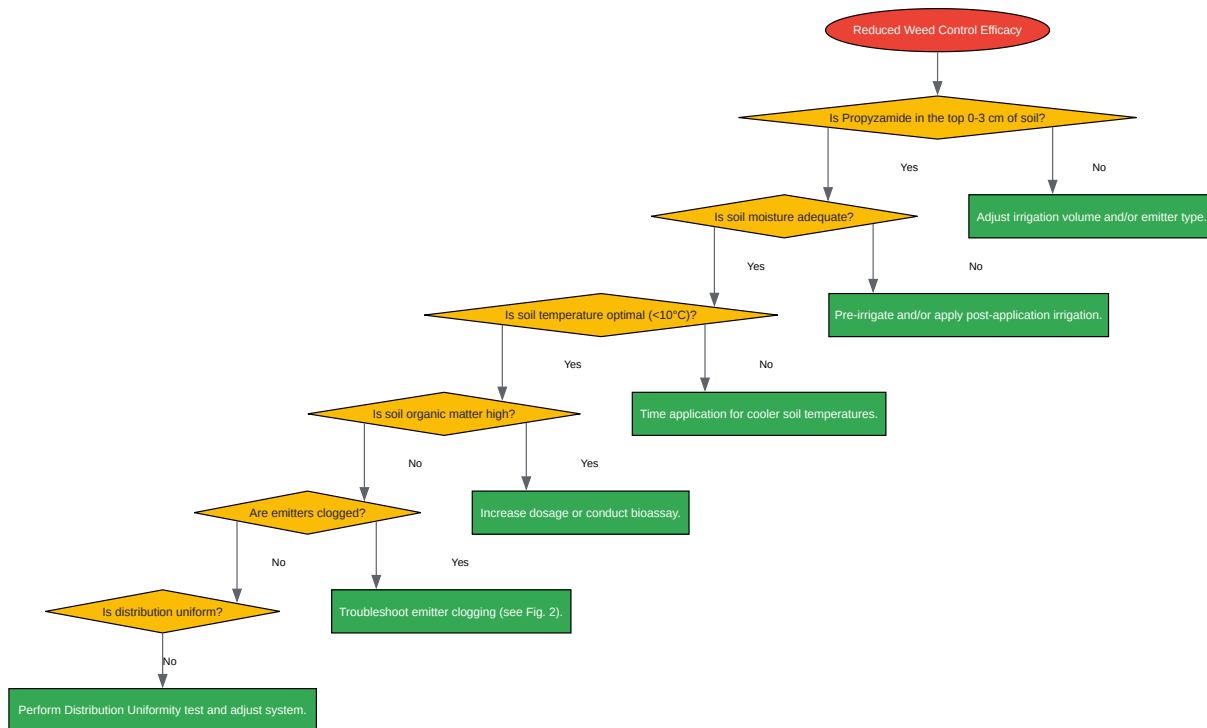 Reduced Weed Control Efficacy
Is Propyzamide in the top 0-3 cm of soil?
Yes
No
Is soil moisture adequate?
Adjust irrigation volume and/or emitter type.
Yes
No
Is soil temperature optimal (<10°C)?
Pre-irrigate and/or apply post-application irrigation.
Yes
No
Is soil organic matter high?
Time application for cooler soil temperatures.
No
Yes
Are emitters clogged?
Increase dosage or conduct bioassay.
No
Yes
Is distribution uniform?
Troubleshoot emitter clogging (see Fig. 2).
No
Perform Distribution Uniformity test and adjust system.